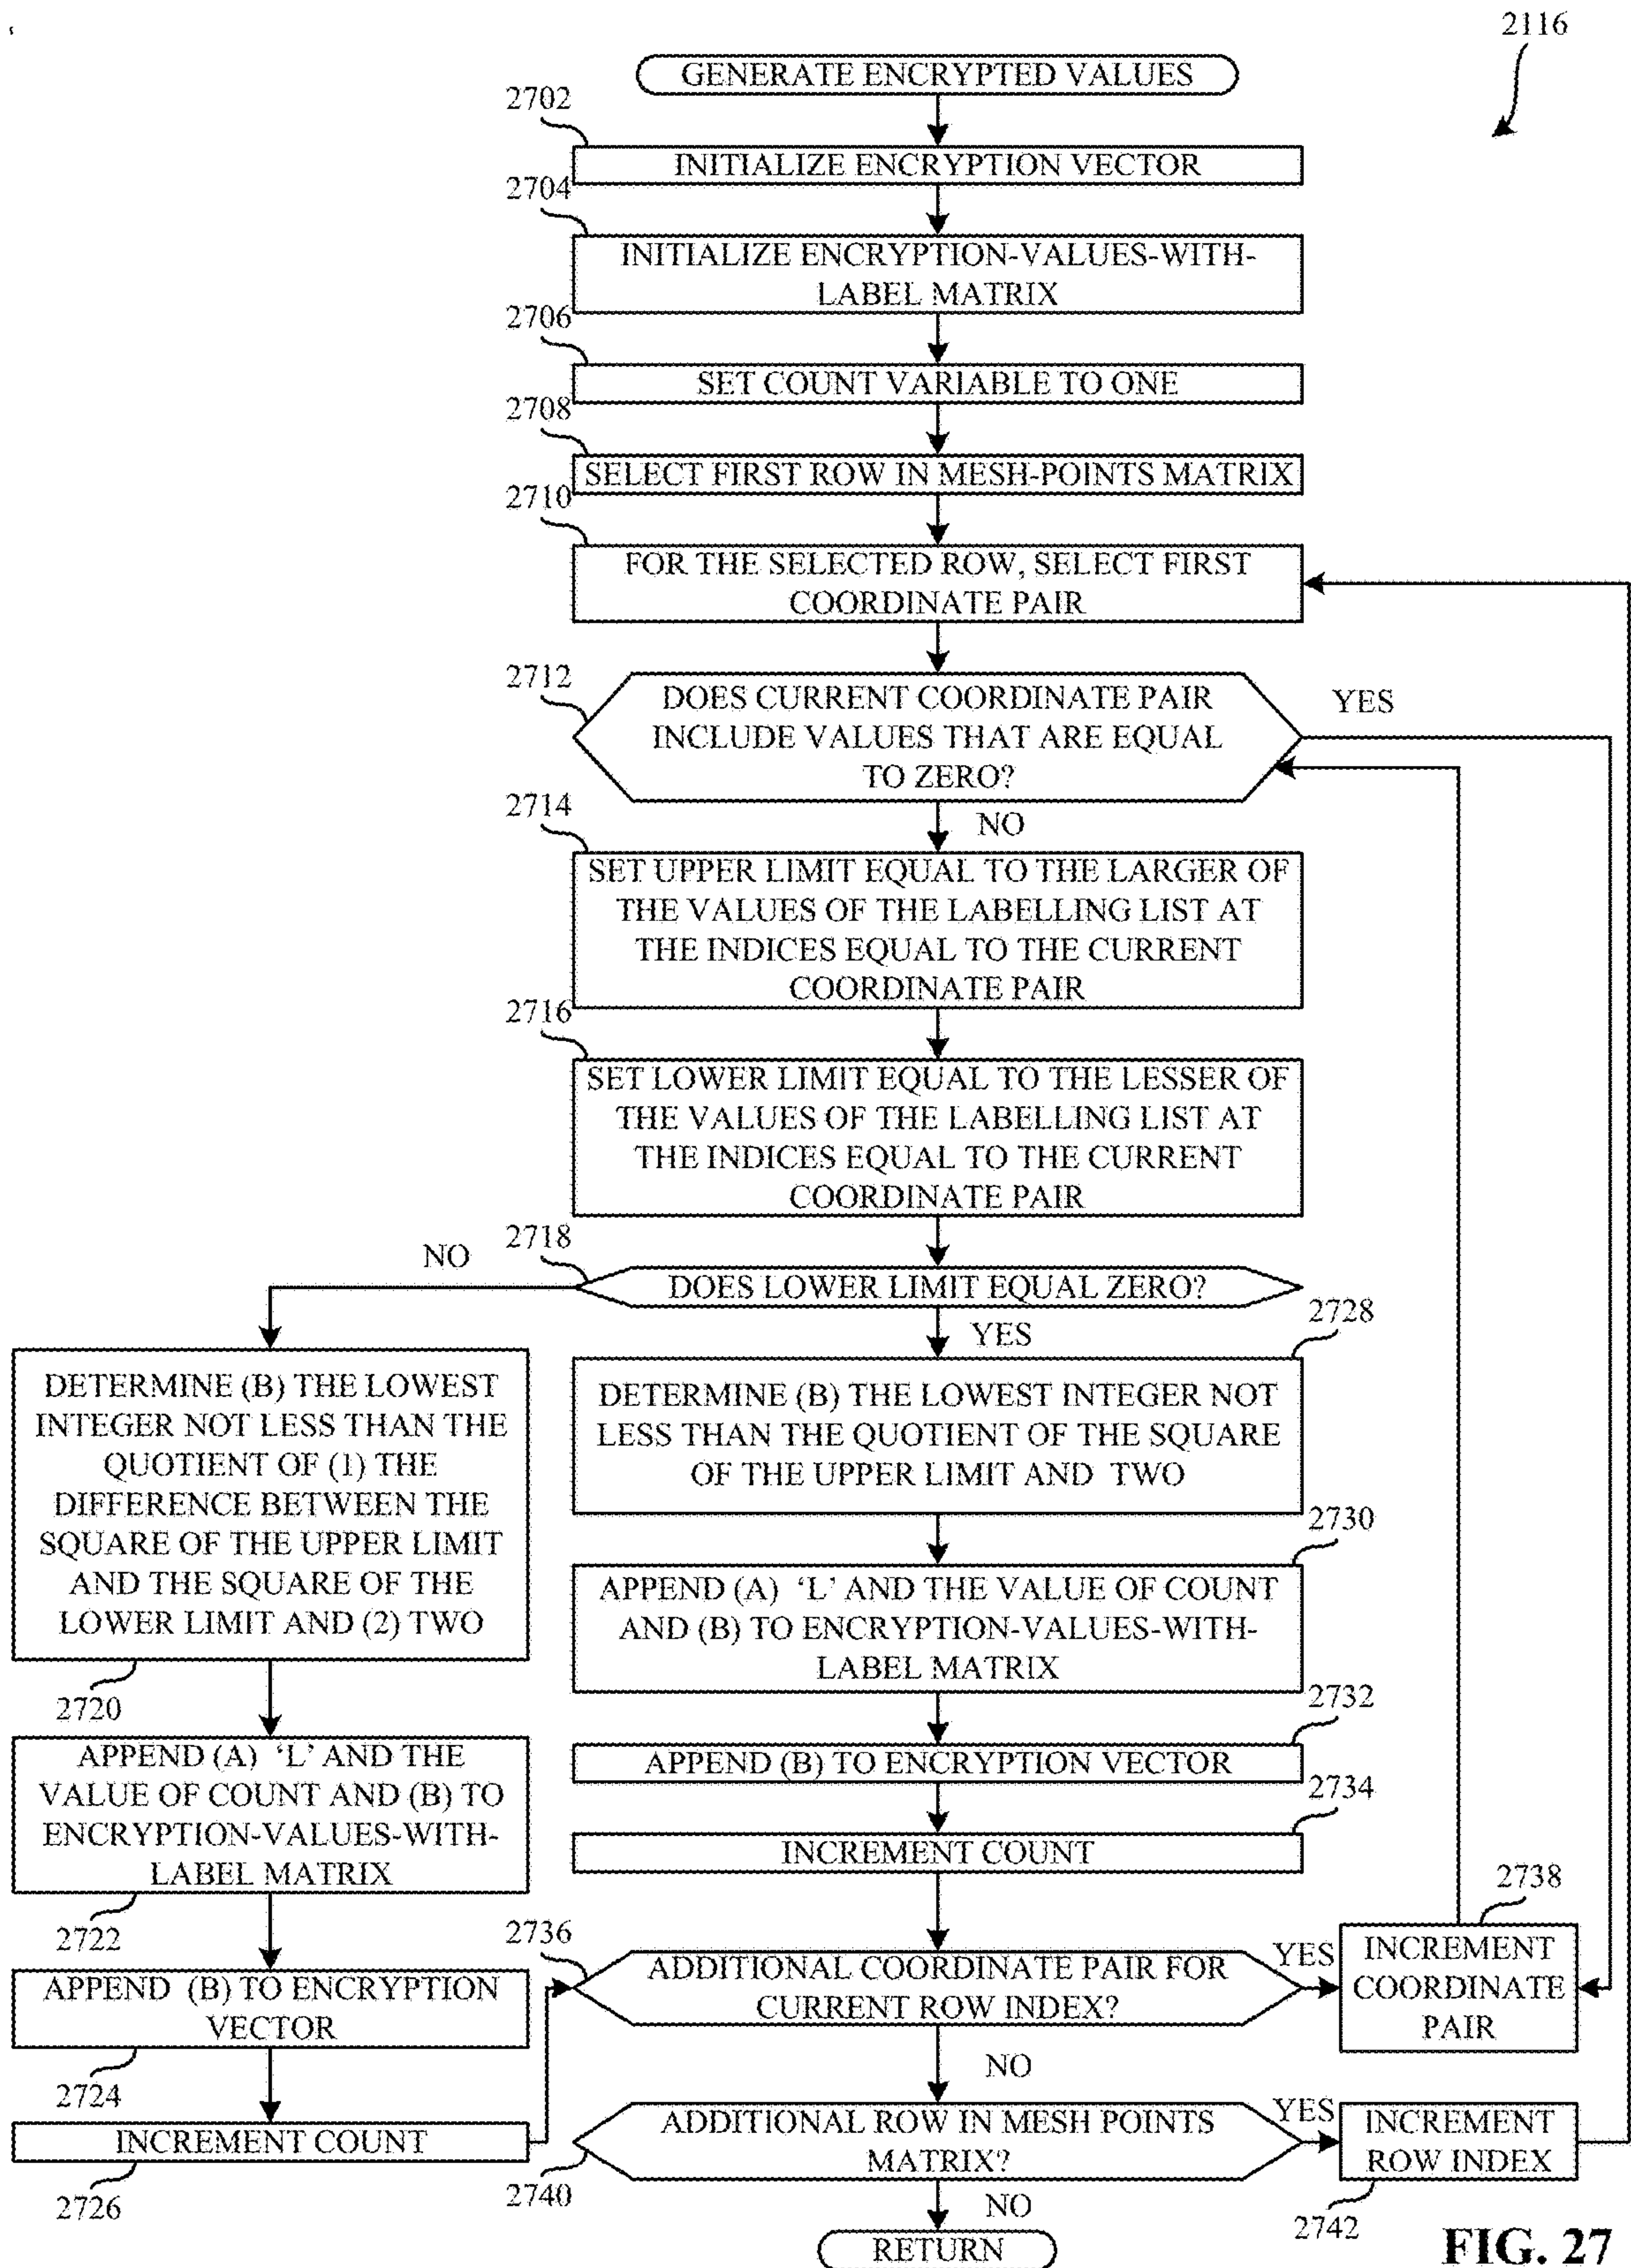 2116
GENERATE ENCRYPTED VALUES
2702
INITIALIZE ENCRYPTION VECTOR
2704
INITIALIZE ENCRYPTION-VALUES-WITH-
LABEL MATRIX
2706
SET COUNT VARIABLE TO ONE
2708
SELECT FIRST ROW IN MESH-POINTS MATRIX
2710
FOR THE SELECTED ROW, SELECT FIRST
COORDINATE PAIR
2712
DOES CURRENT COORDINATE PAIR
INCLUDE VALUES THAT ARE EQUAL
TO ZERO?
YES
NO
2714
SET UPPER LIMIT EQUAL TO THE LARGER OF
THE VALUES OF THE LABELLING LIST AT
THE INDICES EQUAL TO THE CURRENT
COORDINATE PAIR
2716
SET LOWER LIMIT EQUAL TO THE LESSER OF
THE VALUES OF THE LABELLING LIST AT
THE INDICES EQUAL TO THE CURRENT
COORDINATE PAIR
2718
DOES LOWER LIMIT EQUAL ZERO?
NO
YES
DETERMINE (B) THE LOWEST
INTEGER NOT LESS THAN THE
QUOTIENT OF (1) THE
DIFFERENCE BETWEEN THE
SQUARE OF THE UPPER LIMIT
AND THE SQUARE OF THE
LOWER LIMIT AND (2) TWO
2720
APPEND (A) ‘L’ AND THE
VALUE OF COUNT AND (B) TO
ENCRYPTION-VALUES-WITH-
LABEL MATRIX
2722
APPEND (B) TO ENCRYPTION
VECTOR
2724
INCREMENT COUNT
2726
2728
DETERMINE (B) THE LOWEST INTEGER NOT
LESS THAN THE QUOTIENT OF THE SQUARE
OF THE UPPER LIMIT AND TWO
2730
APPEND (A) ‘L’ AND THE VALUE OF COUNT
AND (B) TO ENCRYPTION-VALUES-WITH-
LABEL MATRIX
2732
APPEND (B) TO ENCRYPTION VECTOR
2734
INCREMENT COUNT
2736
ADDITIONAL COORDINATE PAIR FOR
CURRENT ROW INDEX?
YES
NO
2738
INCREMENT
COORDINATE
PAIR
ADDITIONAL ROW IN MESH POINTS
MATRIX?
2740
YES
NO
INCREMENT
ROW INDEX
2742
RETURN
FIG. 27